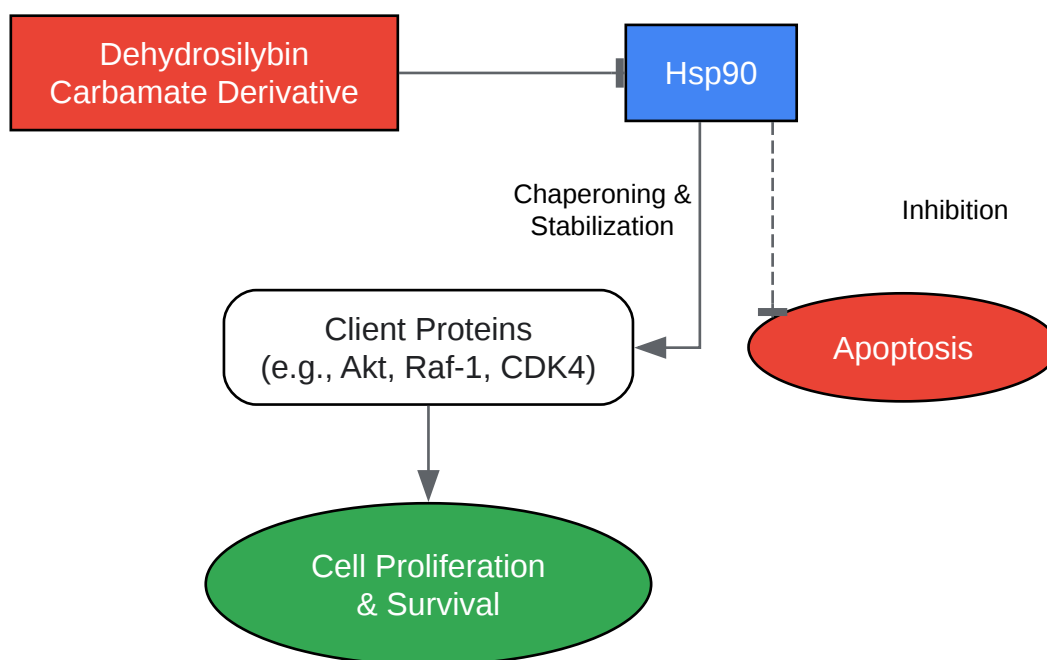 Dehydrosilybin
Carbamate Derivative
Hsp90
Chaperoning &
Stabilization
Inhibition
Client Proteins
(e.g., Akt, Raf-1, CDK4)
Apoptosis
Cell Proliferation
& Survival